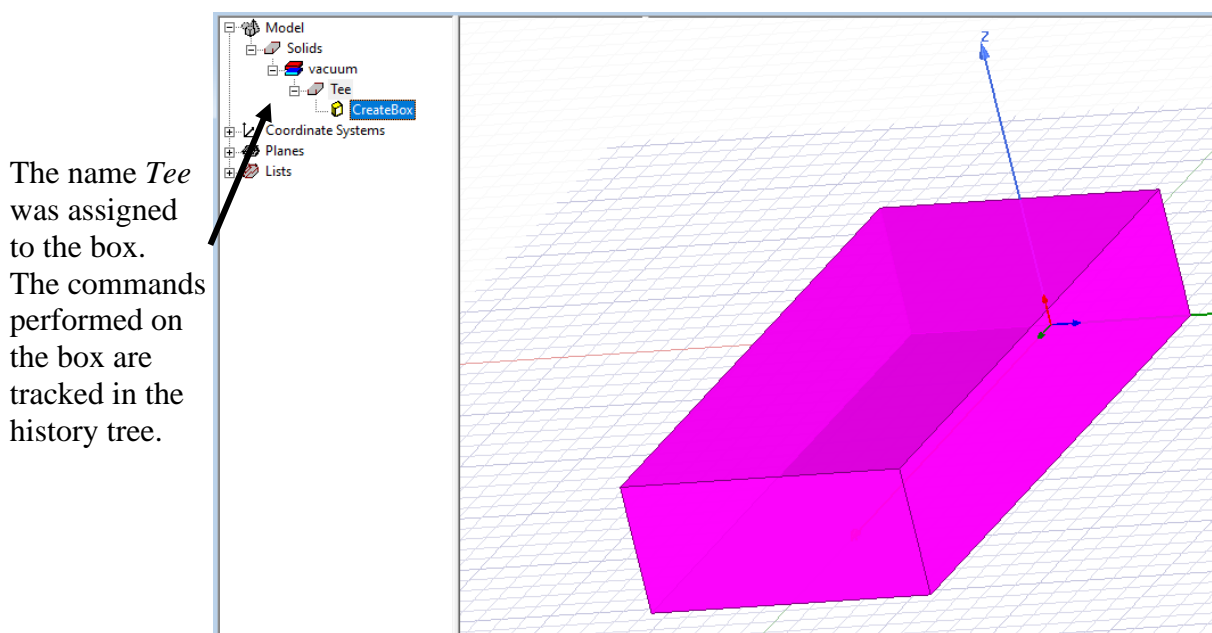 Model
Solids
vacuum
Tee
CreateBox
Coordinate Systems
Planes
Lists
The name Tee
was assigned
to the box.
The commands
performed on
the box are
tracked in the
history tree.
Z